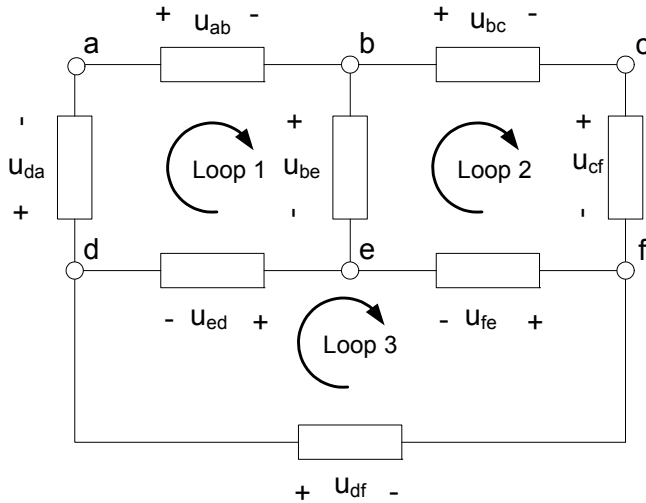 + u_ab - + u_bc -
a b c
- + +
u_da Loop 1 u_be Loop 2 u_cf
+ - -
d e f
- u_ed + - u_fe +
Loop 3
+ u_df -